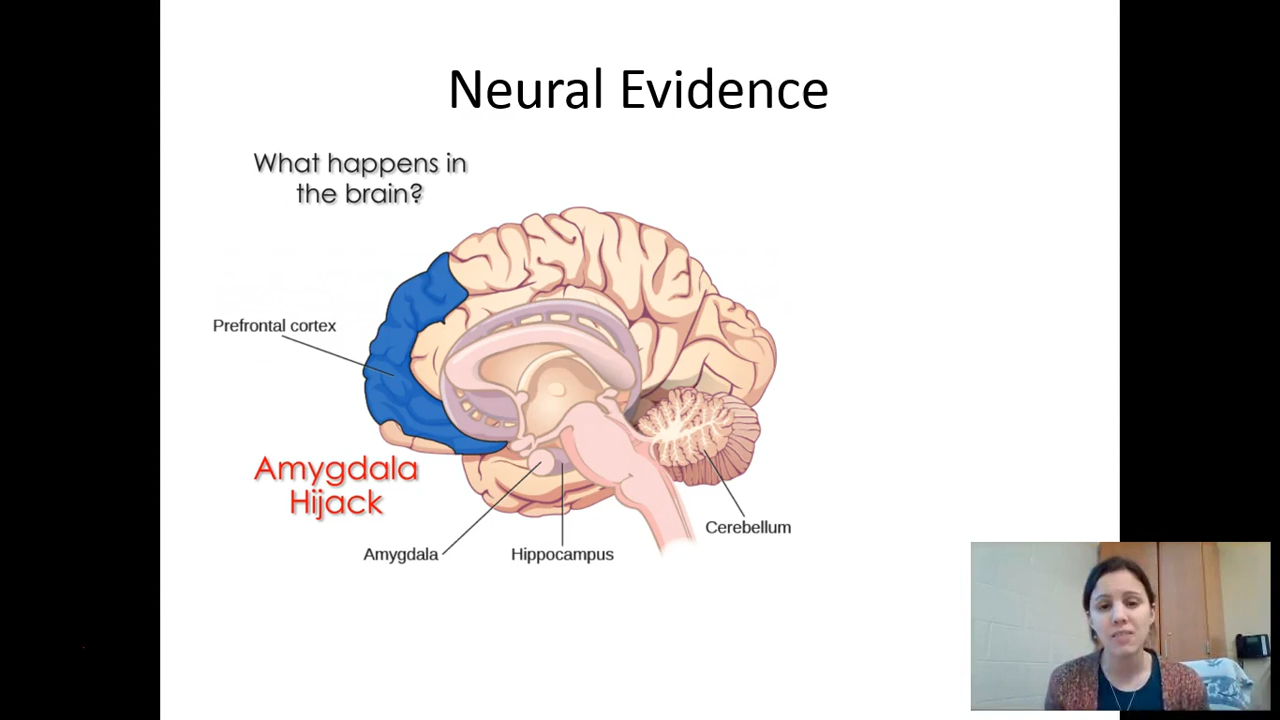 Neural Evidence
What happens in
the brain?
Prefrontal cortex
Amygdala
Hijack
Amygdala
Hippocampus
Cerebellum